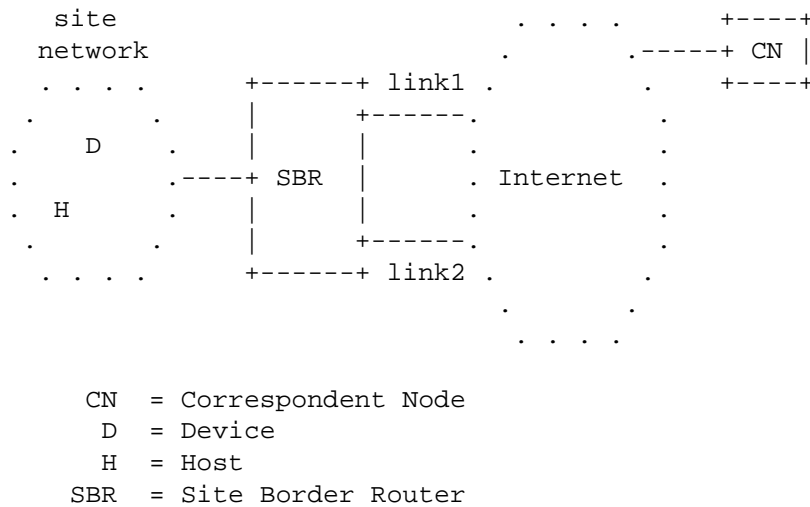 site
network
CN
link1
D
SBR
Internet
H
link2
CN = Correspondent Node
D = Device
H = Host
SBR = Site Border Router